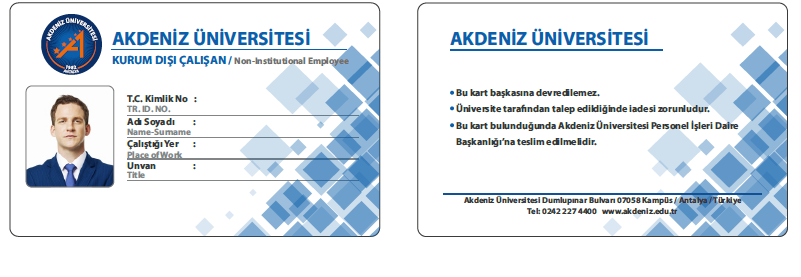 AKDENİZ ÜNİVERSİTESİ
1982
ANTALYA
AKDENİZ ÜNİVERSİTESİ
KURUM DIŞI ÇALIŞAN / Non-Institutional Employee
T.C. Kimlik No :
TR. ID. NO.
Adı Soyadı :
Name-Surname
Çalıştığı Yer :
Place of Work
Unvan :
Title
AKDENİZ ÜNİVERSİTESİ
• Bu kart başkasına devredilemez.
• Üniversite tarafından talep edildiğinde iadesi zorunludur.
• Bu kart bulunduğunda Akdeniz Üniversitesi Personel İşleri Daire
Başkanlığı'na teslim edilmelidir.
Akdeniz Üniversitesi Dumlupınar Bulvarı 07058 Kampüs / Antalya / Türkiye
Tel: 0242 227 4400 www.akdeniz.edu.tr